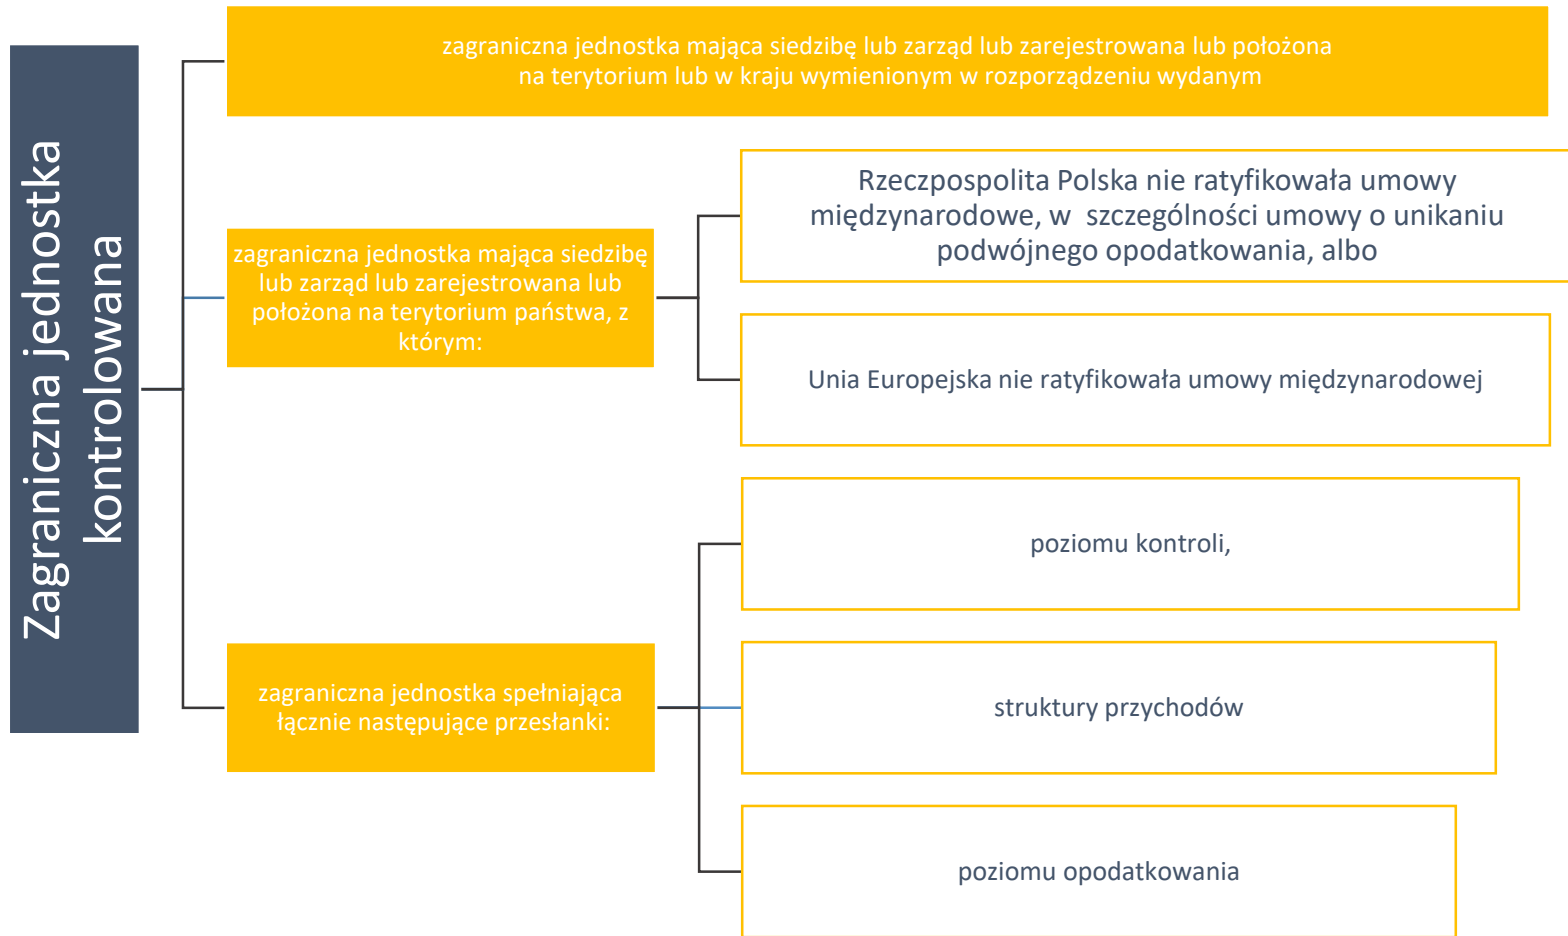 Zagraniczna jednostka
kontrolowana
zagraniczna jednostka mająca siedzibę lub zarząd lub zarejestrowana lub położona
na terytorium lub w kraju wymienionym w rozporządzeniu wydanym
zagraniczna jednostka mająca siedzibę
lub zarząd lub zarejestrowana lub
położona na terytorium państwa, z
którym:
Rzeczpospolita Polska nie ratyfikowała umowy
międzynarodowe, w szczególności umowy o unikaniu
podwójnego opodatkowania, albo
Unia Europejska nie ratyfikowała umowy międzynarodowej
zagraniczna jednostka spełniająca
łącznie następujące przesłanki:
poziomu kontroli,
struktury przychodów
poziomu opodatkowania